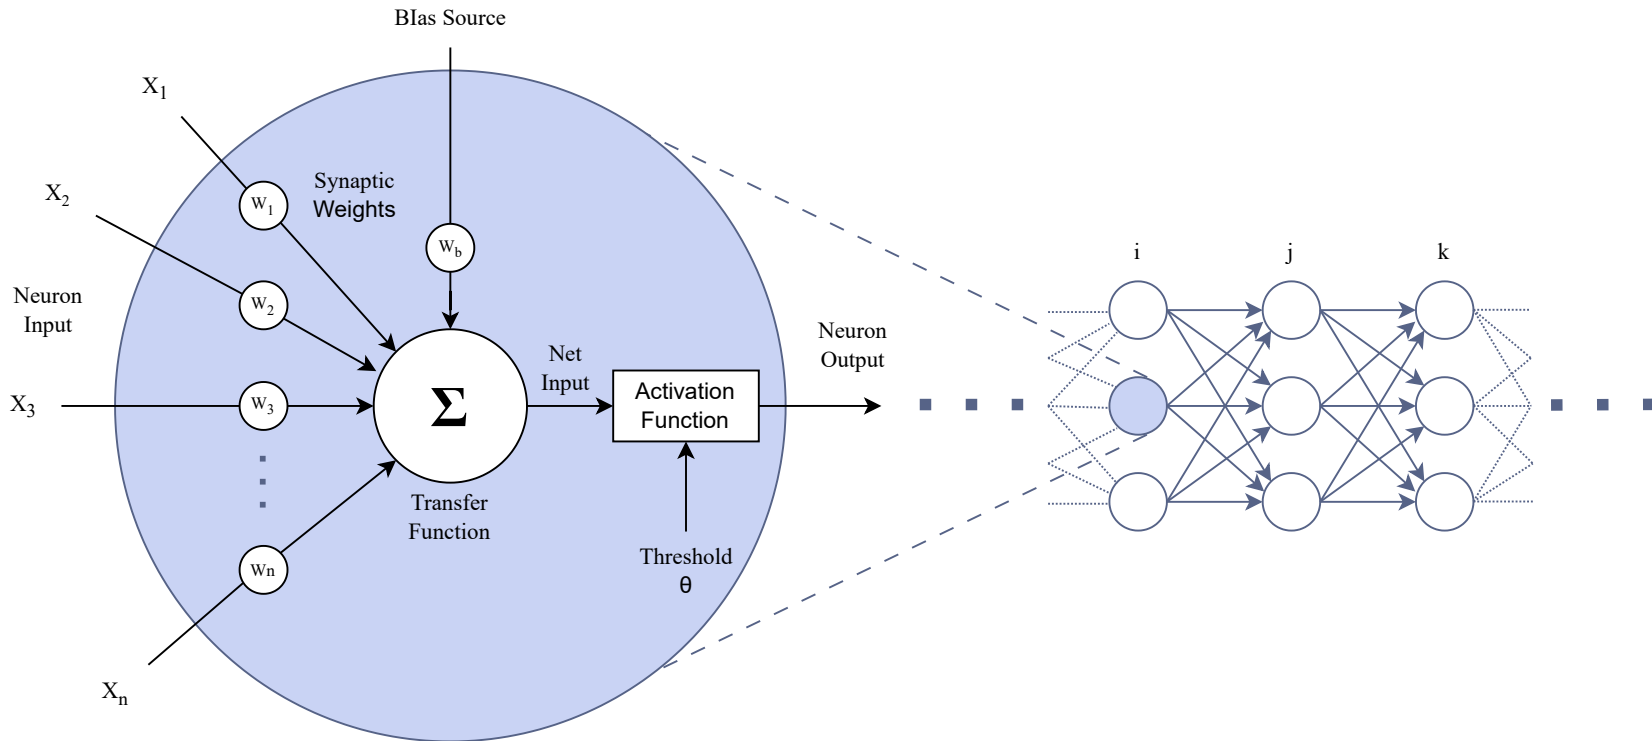 BIas Source
X1
Synaptic
Weights
W1
X2
Wb
W2
Neuron
Input
X3
W3
Σ
Net
Input
Activation
Function
Neuron
Output
Transfer
Function
Threshold
θ
Wn
Xn
i
j
k